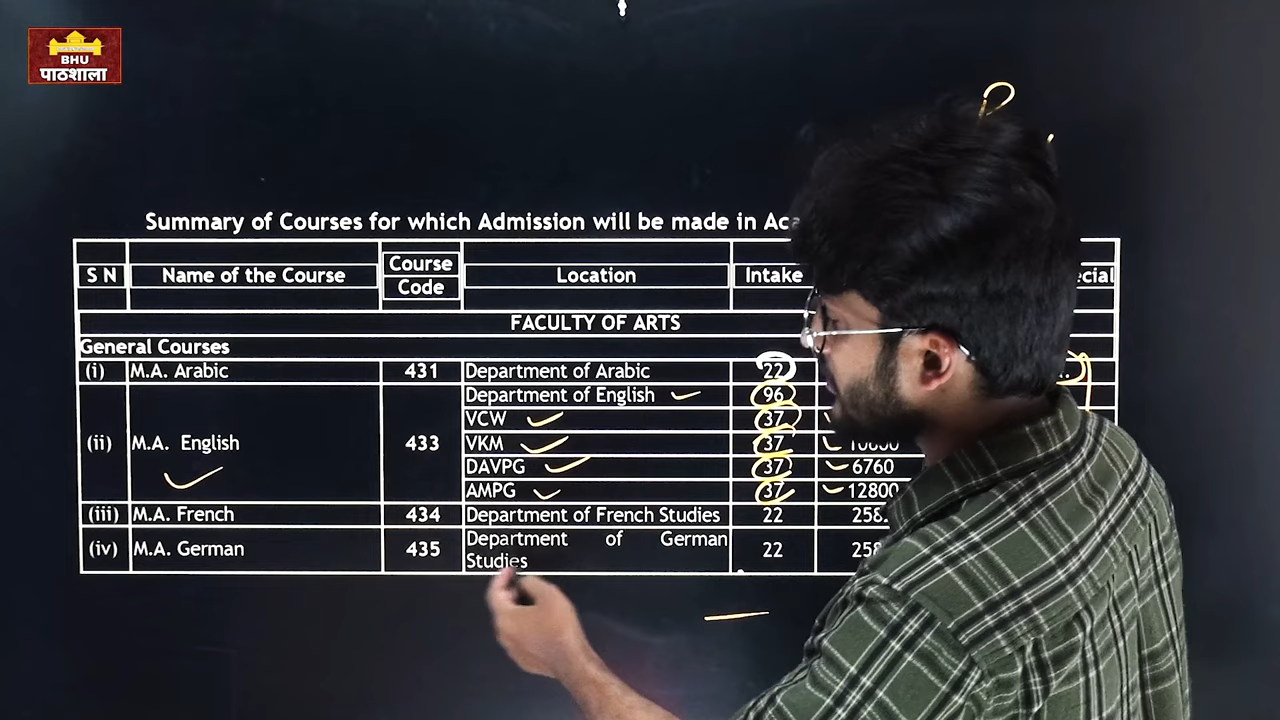 BHU
पाठशाला
Summary of Courses for which Admission will be made in
S N Name of the Course Course Code Location Intake
FACULTY OF ARTS
General Courses
(i) M.A. Arabic 431 Department of Arabic 22
(ii) M.A. English 433 Department of English 96
VCW 37
VKM 37
DAVPG 37 6760
AMPG 37 12800
(iii) M.A. French 434 Department of French Studies 22
(iv) M.A. German 435 Department of German Studies 22